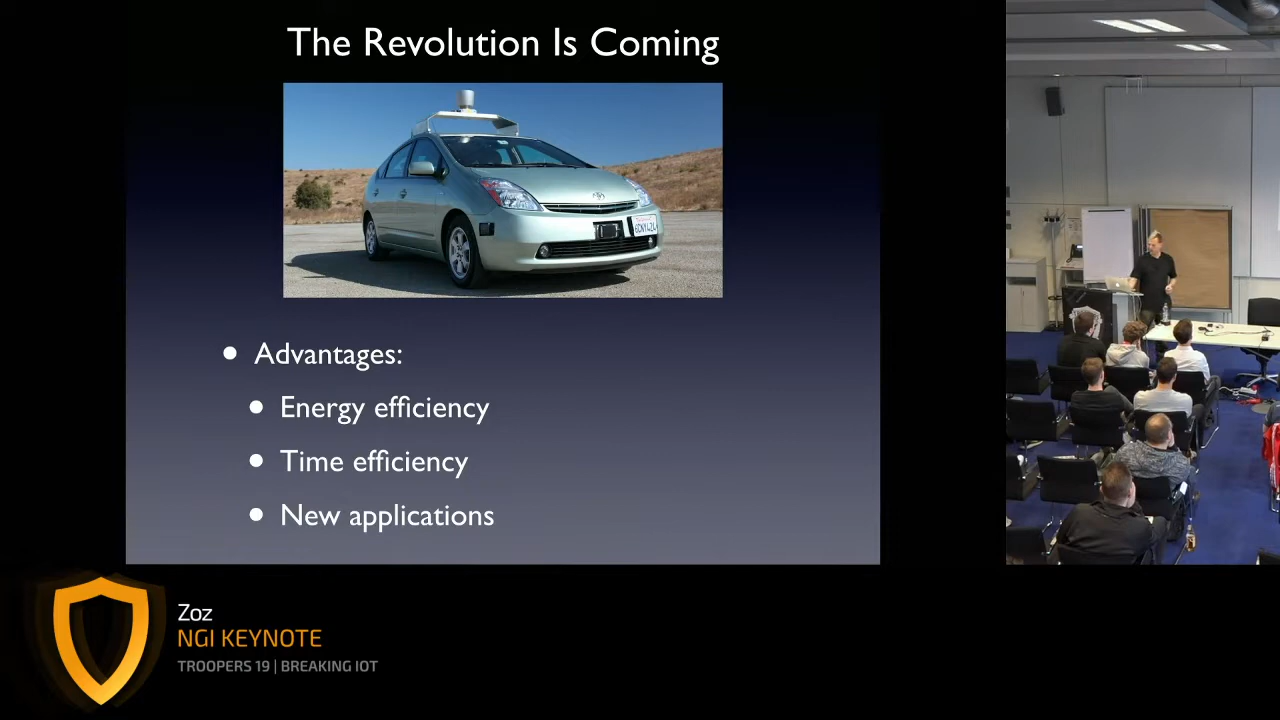 The Revolution Is Coming
Advantages:
Energy efficiency
Time efficiency
New applications
Zoz
NGI KEYNOTE
TROOPERS 19 | BREAKING IOT